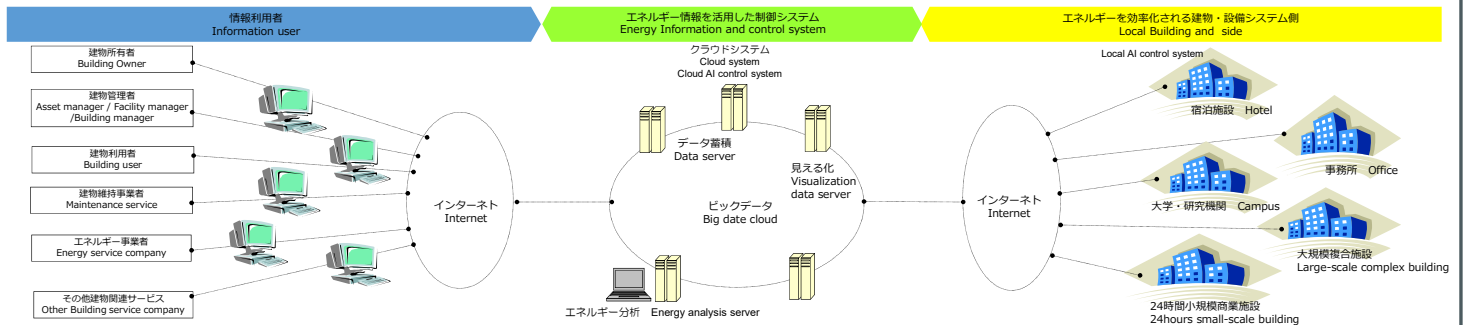 情報利用者
Information user
エネルギー情報を活用した制御システム
Energy Information and control system
エネルギーを効率化される建物・設備システム側
Local Building and side
建物所有者
Building Owner
建物管理者
Asset manager / Facility manager
/Building manager
建物利用者
Building user
建物維持事業者
Maintenance service
エネルギー事業者
Energy service company
その他建物関連サービス
Other Building service company
インターネト
Internet
クラウドシステム
Cloud system
Cloud AI control system
データ蓄積
Data server
見える化
Visualization
data server
ビックデータ
Big date cloud
エネルギー分析 Energy analysis server
インターネト
Internet
Local AI control system
宿泊施設 Hotel
事務所 Office
大学・研究機関 Campus
大規模複合施設
Large-scale complex building
24時間小規模商業施設
24hours small-scale building